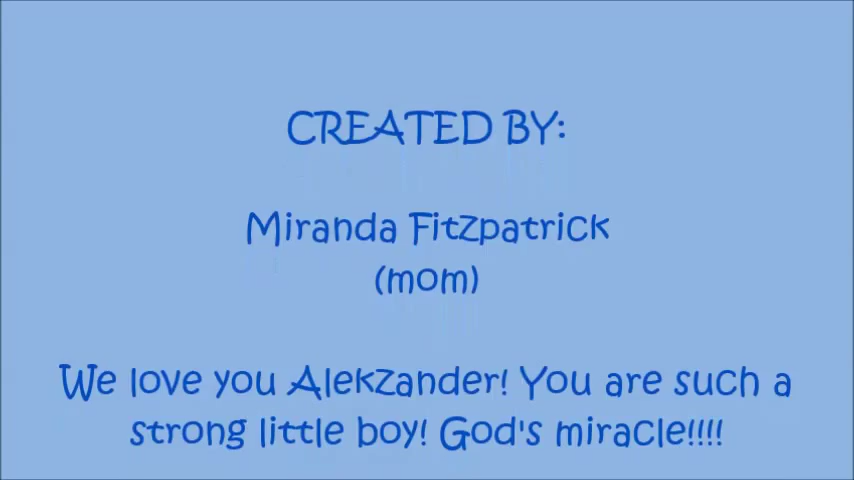 CREATED BY:
Miranda Fitzpatrick
(mom)
We love you Alekzander! You are such a
strong little boy! God's miracle!!!!